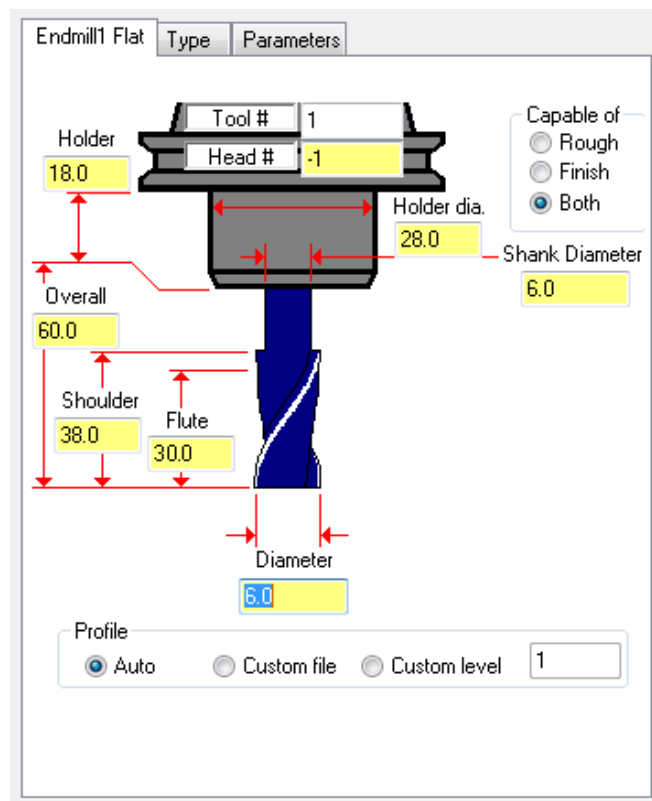 Endmill1 Flat Type Parameters
Tool # 1
Head # -1
Holder
18.0
Capable of
Rough
Finish
Both
Holder dia.
28.0
Shank Diameter
6.0
Overall
60.0
Shoulder
38.0
Flute
30.0
Diameter
6.0
Profile
Auto Custom file Custom level 1